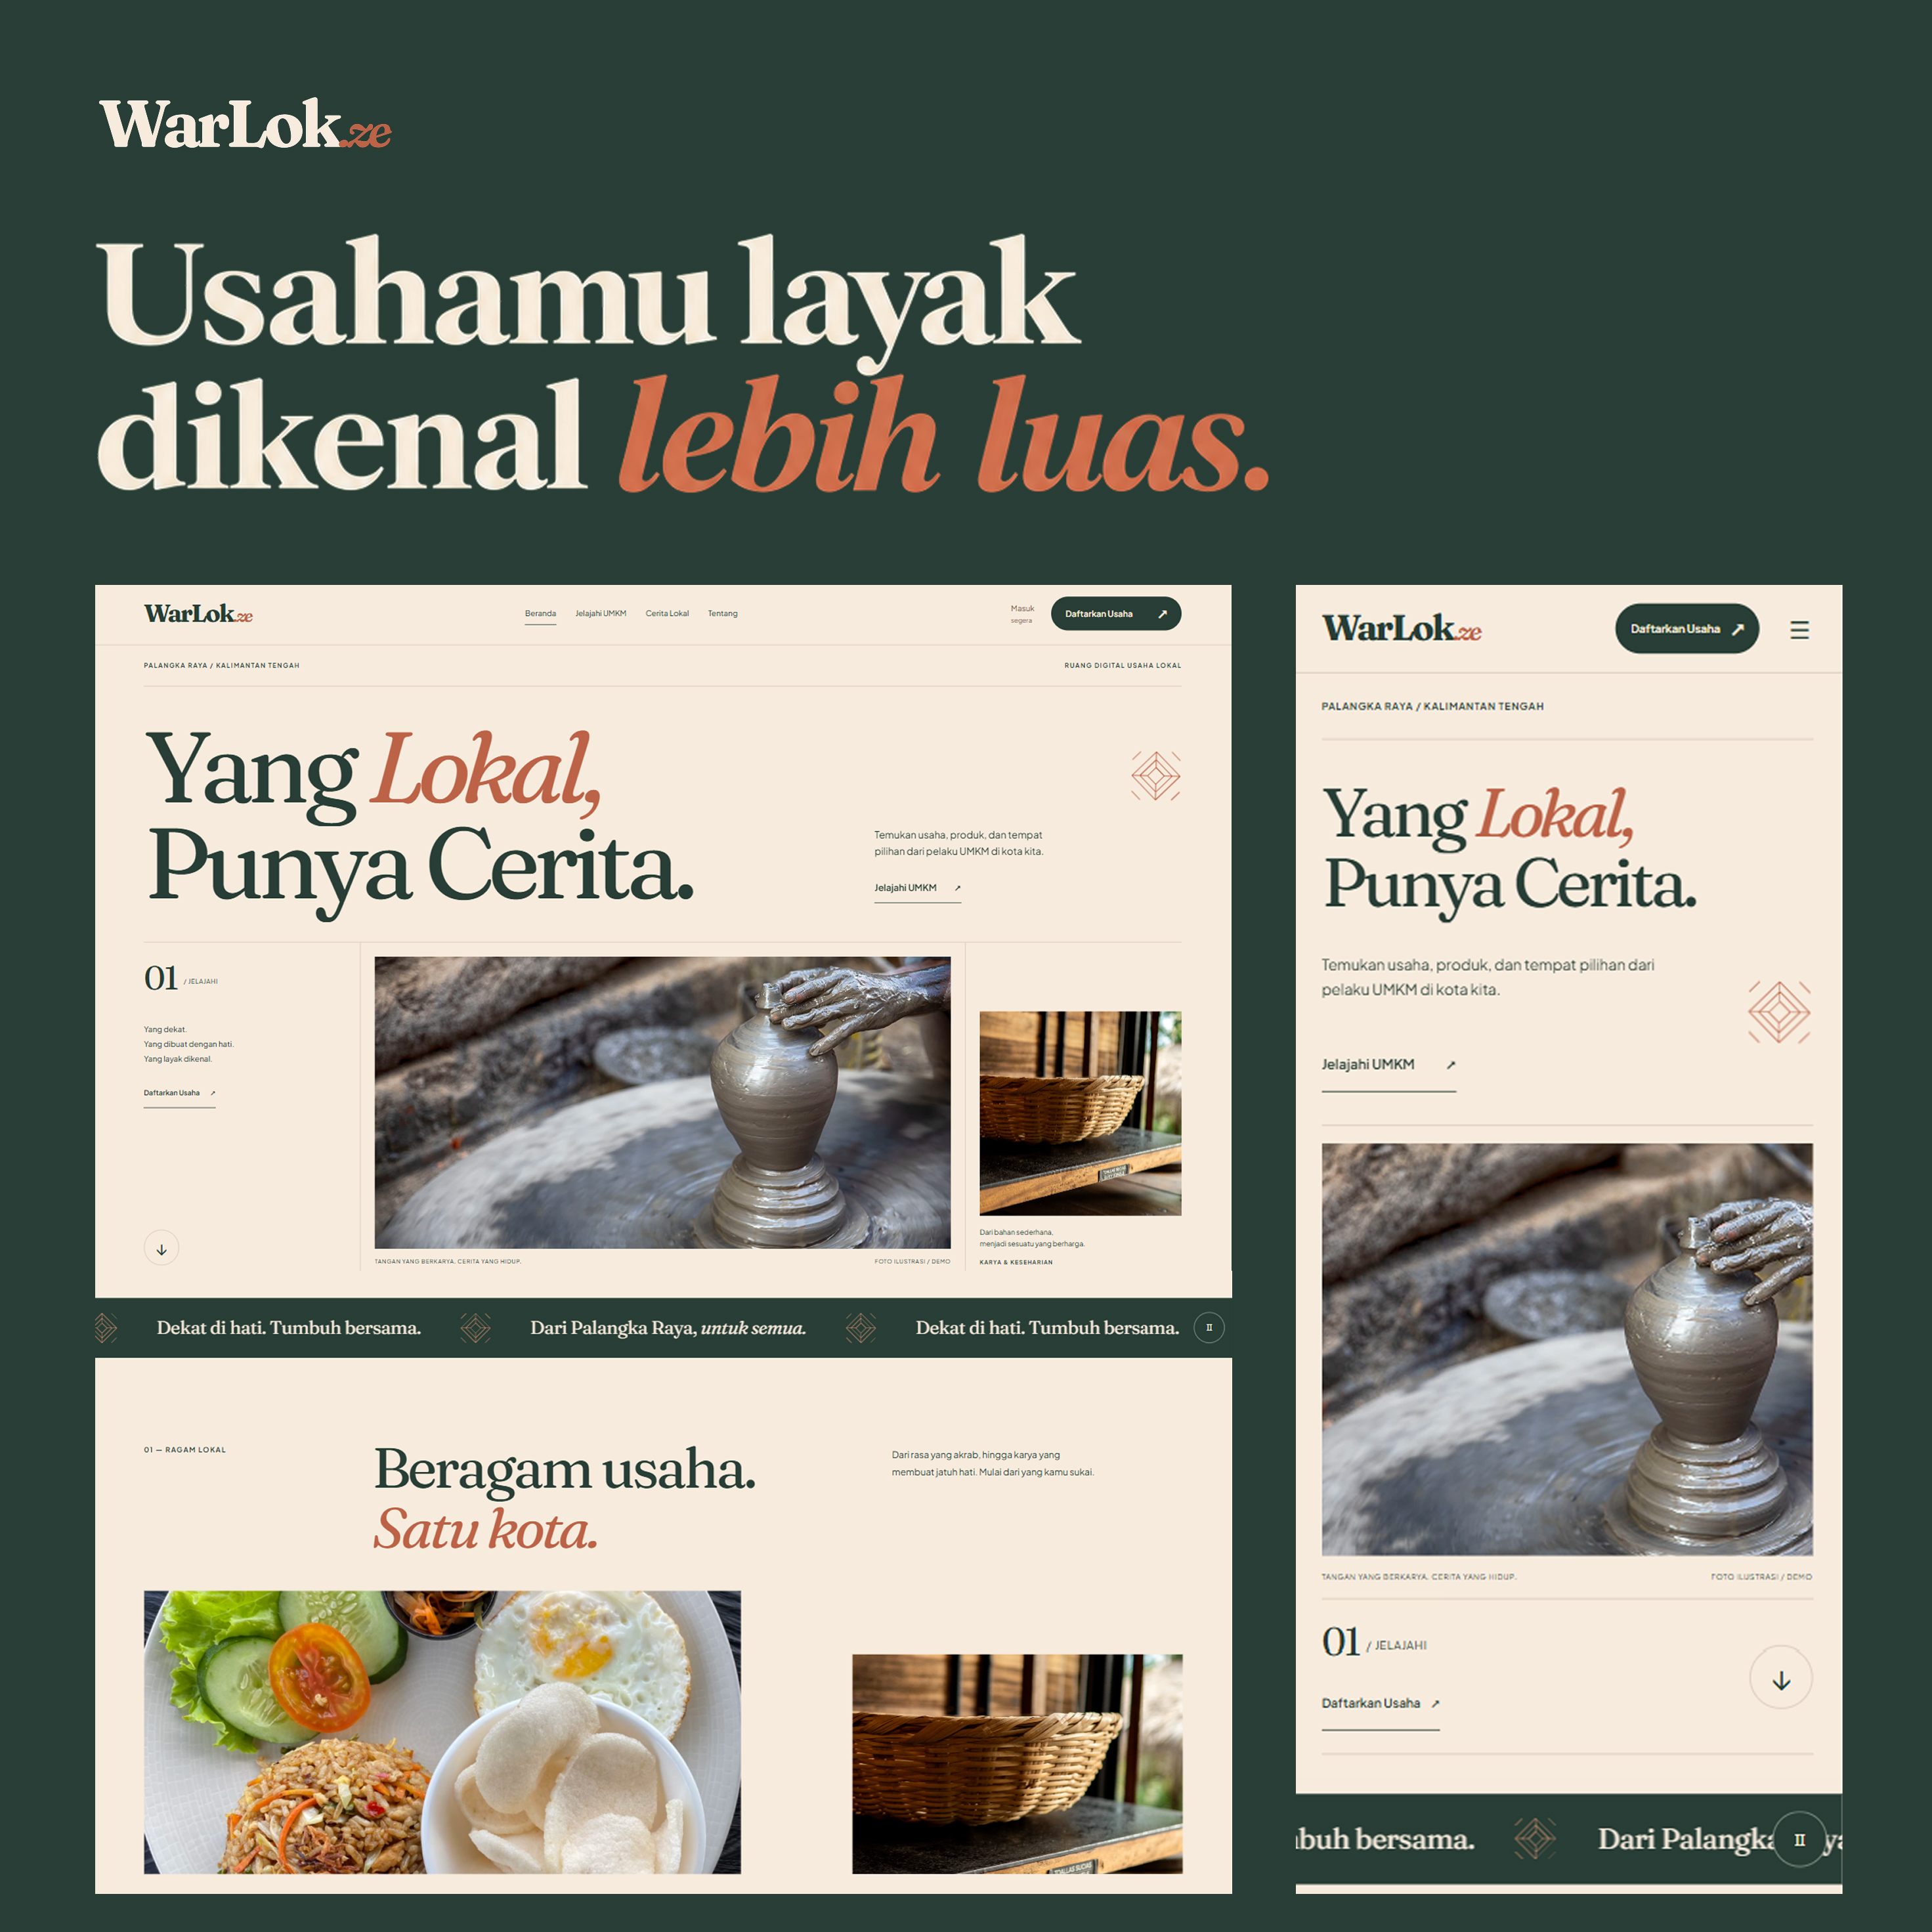 WarLok.ze
Usahamu layak
dikenal lebih luas.
WarLok.ze
Beranda
Jelajahi UMKM
Cerita Lokal
Tentang
Masuk
segera
Daftarkan Usaha ↗
PALANGKA RAYA / KALIMANTAN TENGAH
RUANG DIGITAL USAHA LOKAL
Yang Lokal,
Punya Cerita.
Temukan usaha, produk, dan tempat
pilihan dari pelaku UMKM di kota kita.
Jelajahi UMKM ↗
01 / JELAJAHI
Yang dekat.
Yang dibuat dengan hati.
Yang layak dikenal.
Daftarkan Usaha ↗
TANGAN YANG BERKARYA. CERITA YANG HIDUP.
FOTO ILUSTRASI / DEMO
Dari bahan sederhana,
menjadi sesuatu yang berharga.
KARYA & KESEHARIAN
Dekat di hati. Tumbuh bersama.
Dari Palangka Raya, untuk semua.
Dekat di hati. Tumbuh bersama.
01 — RAGAM LOKAL
Beragam usaha.
Satu kota.
Dari rasa yang akrab, hingga karya yang
membuat jatuh hati. Mulai dari yang kamu sukai.
WarLok.ze
Daftarkan Usaha ↗
PALANGKA RAYA / KALIMANTAN TENGAH
Yang Lokal,
Punya Cerita.
Temukan usaha, produk, dan tempat pilihan dari
pelaku UMKM di kota kita.
Jelajahi UMKM ↗
TANGAN YANG BERKARYA. CERITA YANG HIDUP.
FOTO ILUSTRASI / DEMO
01 / JELAJAHI
Daftarkan Usaha ↗
buh bersama.
Dari Palangka